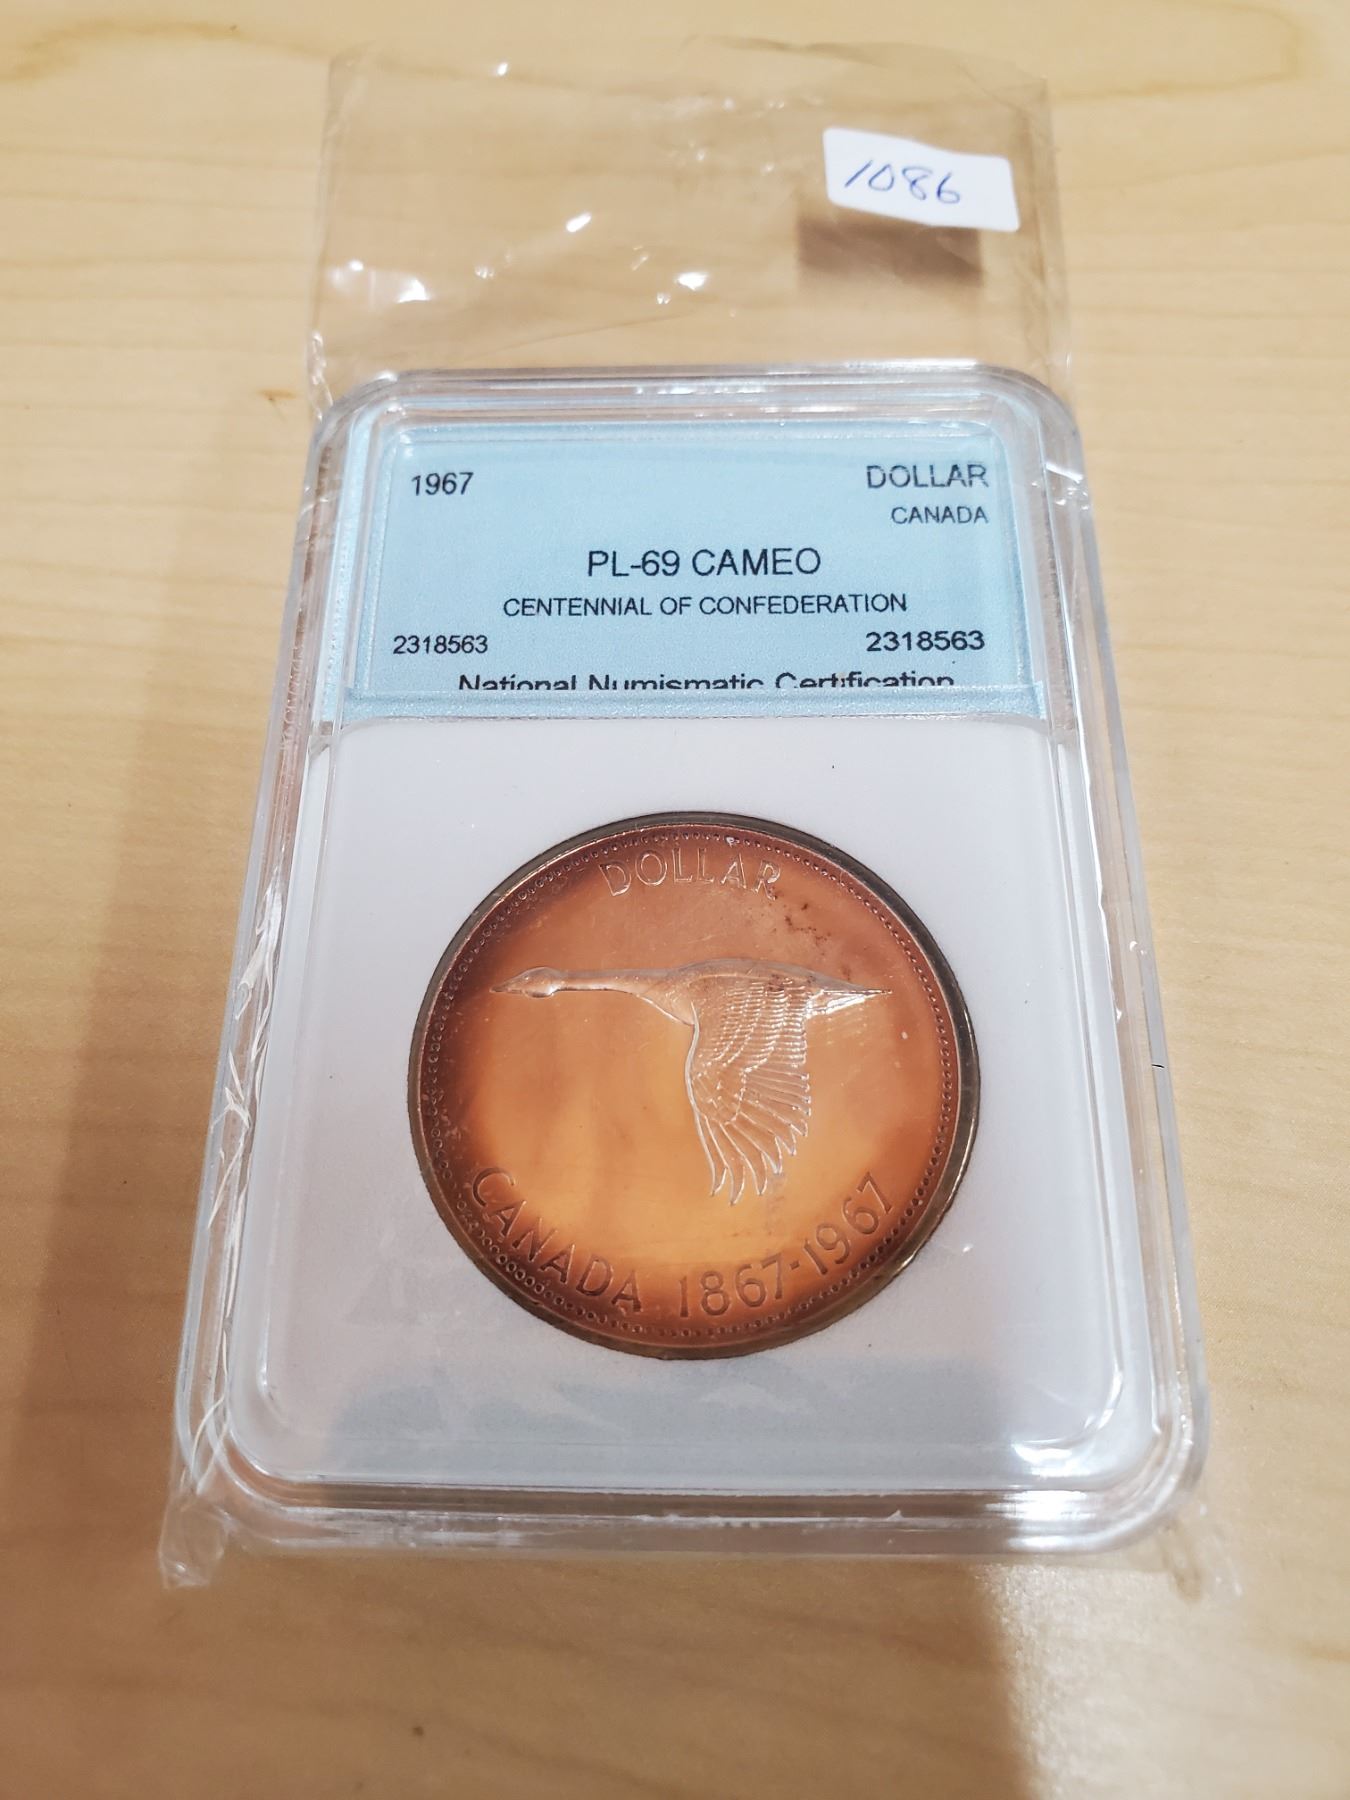 1086
1967 DOLLAR
CANADA
PL-69 CAMEO
CENTENNIAL OF CONFEDERATION
2318563 2318563
National Numismatic Certification
DOLLAR
CANADA 1867-1967